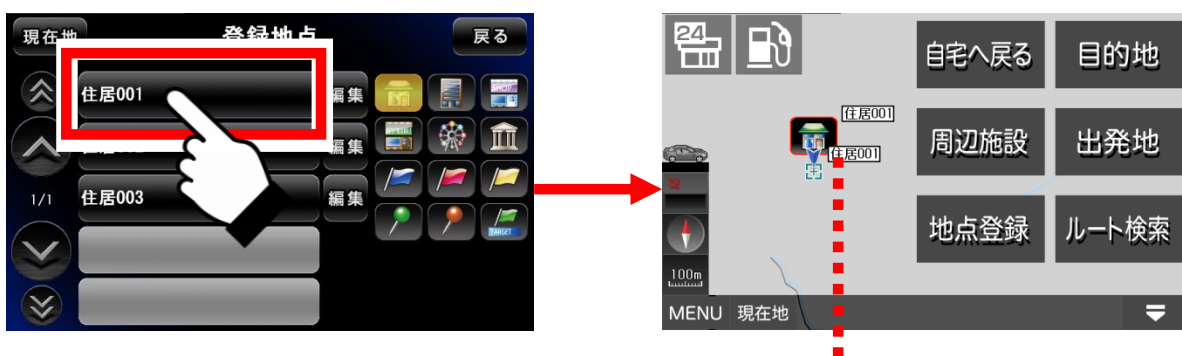 現在地
登録地点
戻る
住居001
編集
SHOP
編集
1/1
住居003
編集
TARGET
24
自宅へ戻る
目的地
住居001
住居001
周辺施設
出発地
地点登録
ルート検索
100m
MENU
現在地